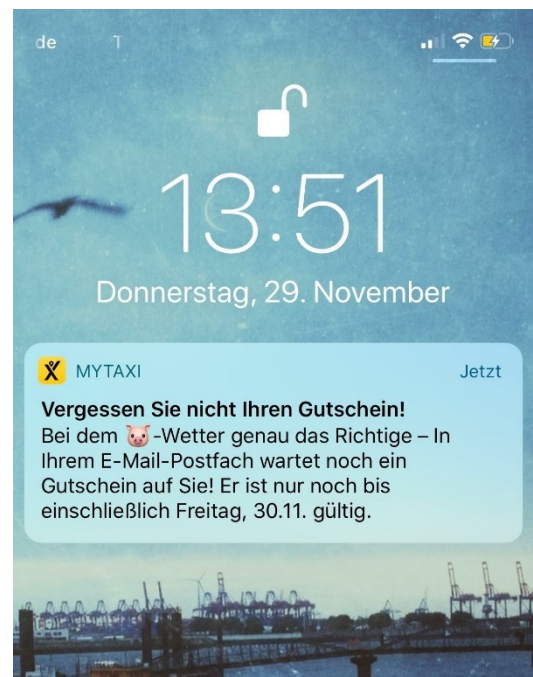 de T
13:51
Donnerstag, 29. November
MYTAXI Jetzt
Vergessen Sie nicht Ihren Gutschein!
Bei dem 🐷-Wetter genau das Richtige – In
Ihrem E-Mail-Postfach wartet noch ein
Gutschein auf Sie! Er ist nur noch bis
einschließlich Freitag, 30.11. gültig.